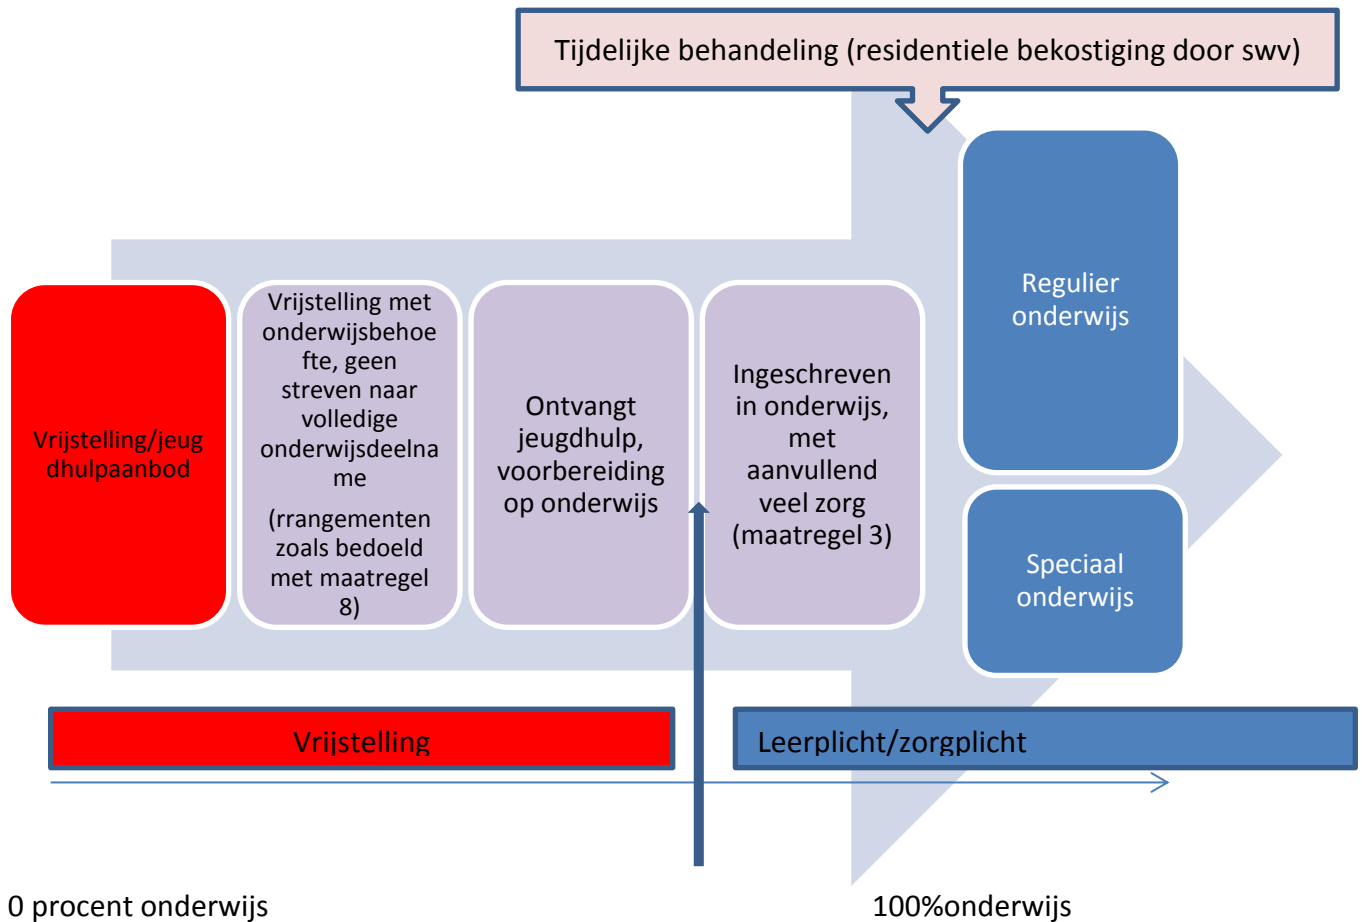 Tijdelijke behandeling (residentiele bekostiging door swv)
Vrijstelling/jeug
dhulpaanbod
Vrijstelling met
onderwijsbehoe
fte, geen
streven naar
volledige
onderwijsdeelna
me
(rrangementen
zoals bedoeld
met maatregel
8)
Ontvangt
jeugdhulp,
voorbereiding
op onderwijs
Ingeschreven
in onderwijs,
met
aanvullend
veel zorg
(maatregel 3)
Regulier
onderwijs
Speciaal
onderwijs
Vrijstelling
Leerplicht/zorgplicht
0 procent onderwijs
100%onderwijs